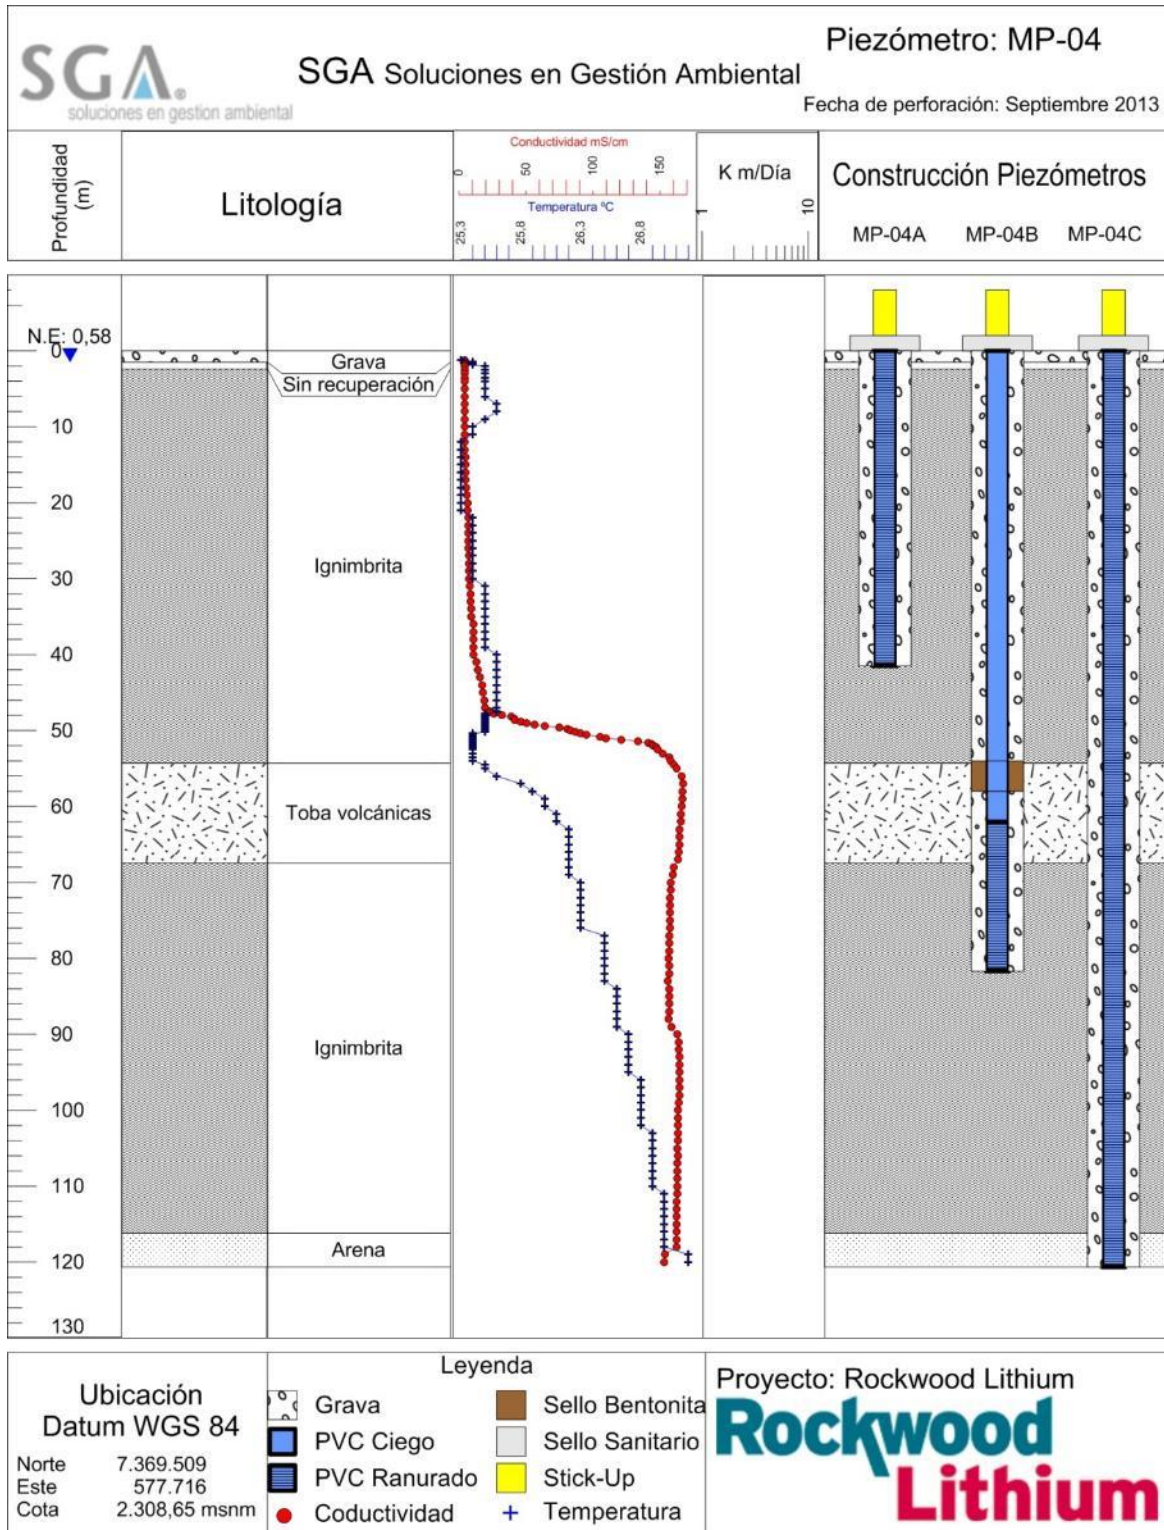 SGA
soluciones en gestion ambiental
SGA Soluciones en Gestión Ambiental
Piezómetro: MP-04
Fecha de perforación: Septiembre 2013
Profundidad
(m)
Litología
Conductividad mS/cm
0 50 100 150
Temperatura ºC
25.3 25.8 26.3 26.8
K m/Día
1 10
Construcción Piezómetros
MP-04A MP-04B MP-04C
N.E: 0,58
0
10
20
30
40
50
60
70
80
90
100
110
120
130
Grava
Sin recuperación
Ignimbrita
Toba volcánicas
Ignimbrita
Arena
Ubicación
Datum WGS 84
Norte 7.369.509
Este 577.716
Cota 2.308,65 msnm
Leyenda
Grava
PVC Ciego
PVC Ranurado
Coductividad
Sello Bentonita
Sello Sanitario
Stick-Up
Temperatura
Proyecto: Rockwood Lithium
Rockwood
Lithium